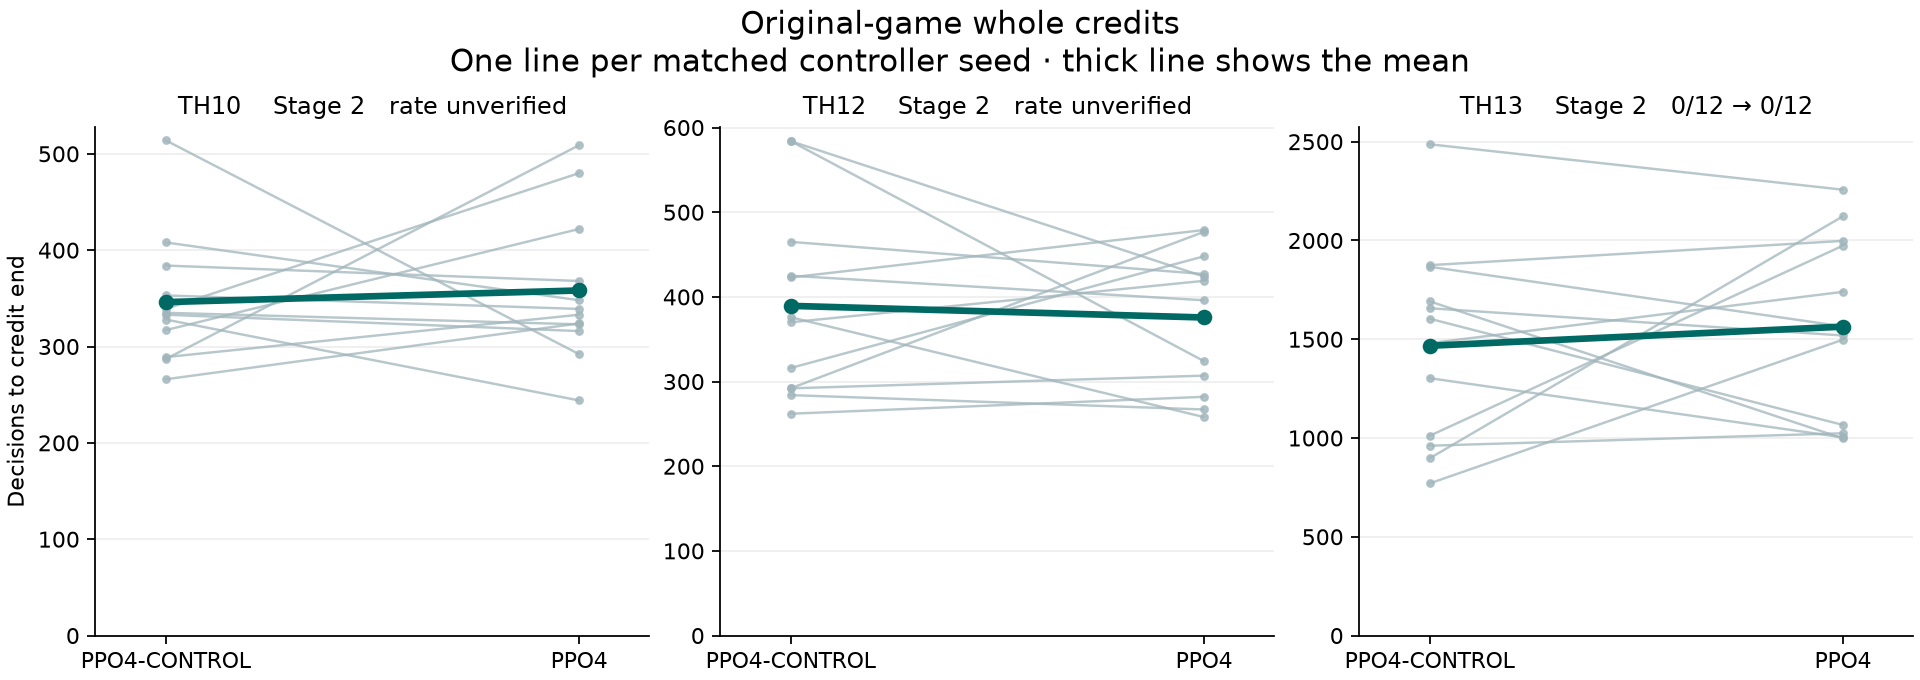 Original-game whole credits
One line per matched controller seed · thick line shows the mean
TH10 Stage 2 rate unverified
Decisions to credit end
500
400
300
200
100
0
PPO4-CONTROL
PPO4
TH12 Stage 2 rate unverified
600
500
400
300
200
100
0
PPO4-CONTROL
PPO4
TH13 Stage 2 0/12 → 0/12
2500
2000
1500
1000
500
0
PPO4-CONTROL
PPO4